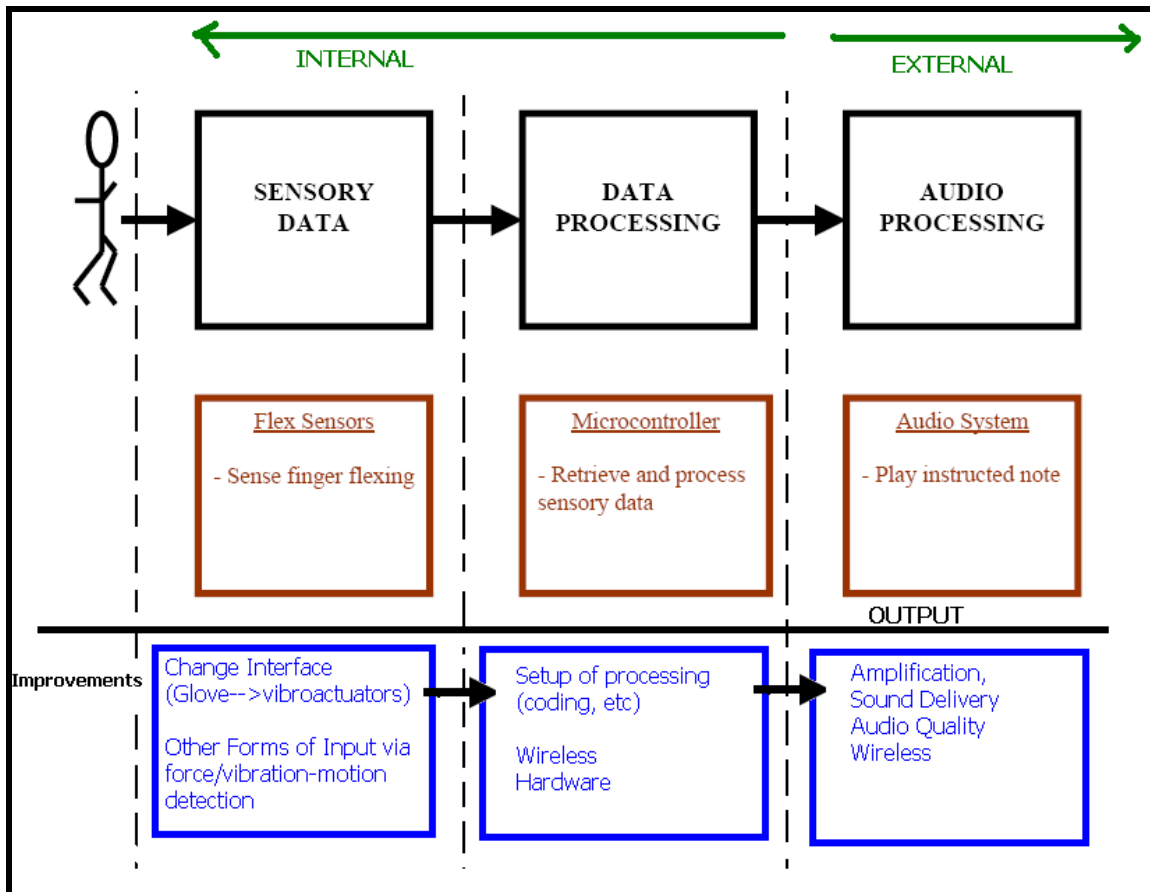 INTERNAL
EXTERNAL
SENSORY
DATA
DATA
PROCESSING
AUDIO
PROCESSING
Flex Sensors
- Sense finger flexing
Microcontroller
- Retrieve and process
sensory data
Audio System
- Play instructed note
OUTPUT
Improvements
Change Interface
(Glove-->vibroactuators)
Other Forms of Input via
force/vibration-motion
detection
Setup of processing
(coding, etc)
Wireless
Hardware
Amplification,
Sound Delivery
Audio Quality
Wireless